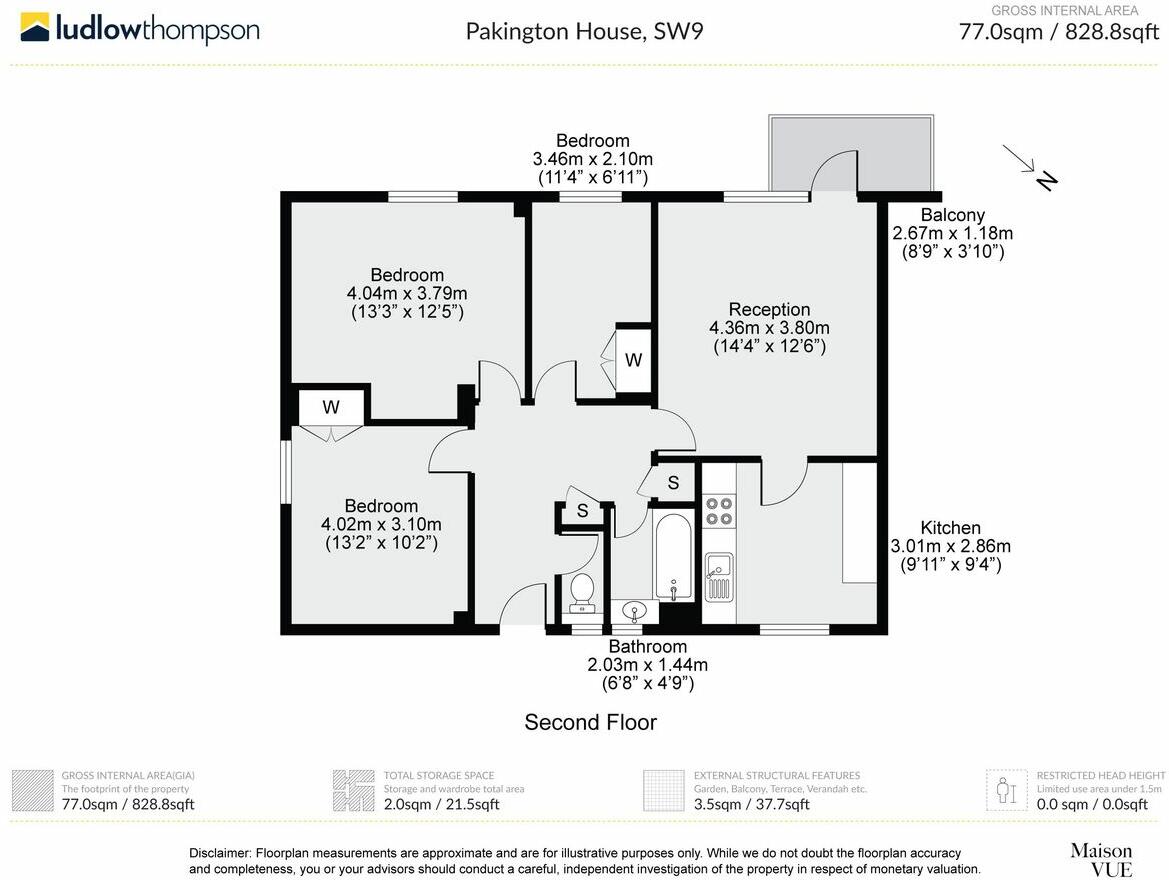 ludlowthompson
Pakington House, SW9
GROSS INTERNAL AREA
77.0sqm / 828.8sqft
Bedroom
3.46m x 2.10m
(11'4” x 6'11”)
N
Balcony
2.67m x 1.18m
(8'9” x 3'10”)
Bedroom
4.04m x 3.79m
(13'3” x 12'5”)
Reception
4.36m x 3.80m
(14'4” x 12'6”)
W
W
S
S
Bedroom
4.02m x 3.10m
(13'2” x 10'2”)
Kitchen
3.01m x 2.86m
(9'11” x 9'4”)
Bathroom
2.03m x 1.44m
(6'8” x 4'9”)
Second Floor
GROSS INTERNAL AREA(GIA)
The footprint of the property
77.0sqm / 828.8sqft
TOTAL STORAGE SPACE
Storage and wardrobe total area
2.0sqm / 21.5sqft
EXTERNAL STRUCTURAL FEATURES
Garden, Balcony, Terrace, Verandah etc.
3.5sqm / 37.7sqft
RESTRICTED HEAD HEIGHT
Limited use area under 1.5m
0.0 sqm / 0.0sqft
Disclaimer: Floorplan measurements are approximate and are for illustrative purposes only. While we do not doubt the floorplan accuracy
and completeness, you or your advisors should conduct a careful, independent investigation of the property in respect of monetary valuation.
Maison
VUE